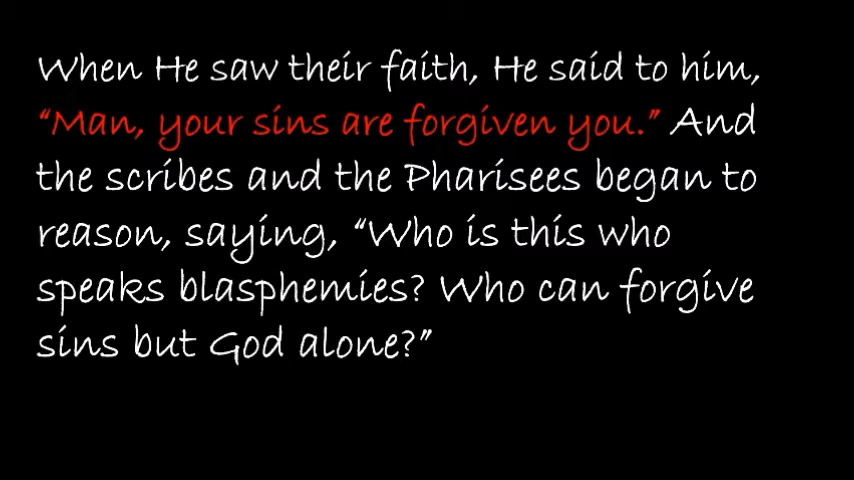 When He saw their faith, He said to him,
“Man, your sins are forgiven you.” And
the scribes and the Pharisees began to
reason, saying, “Who is this who
speaks blasphemies? Who can forgive
sins but God alone?”